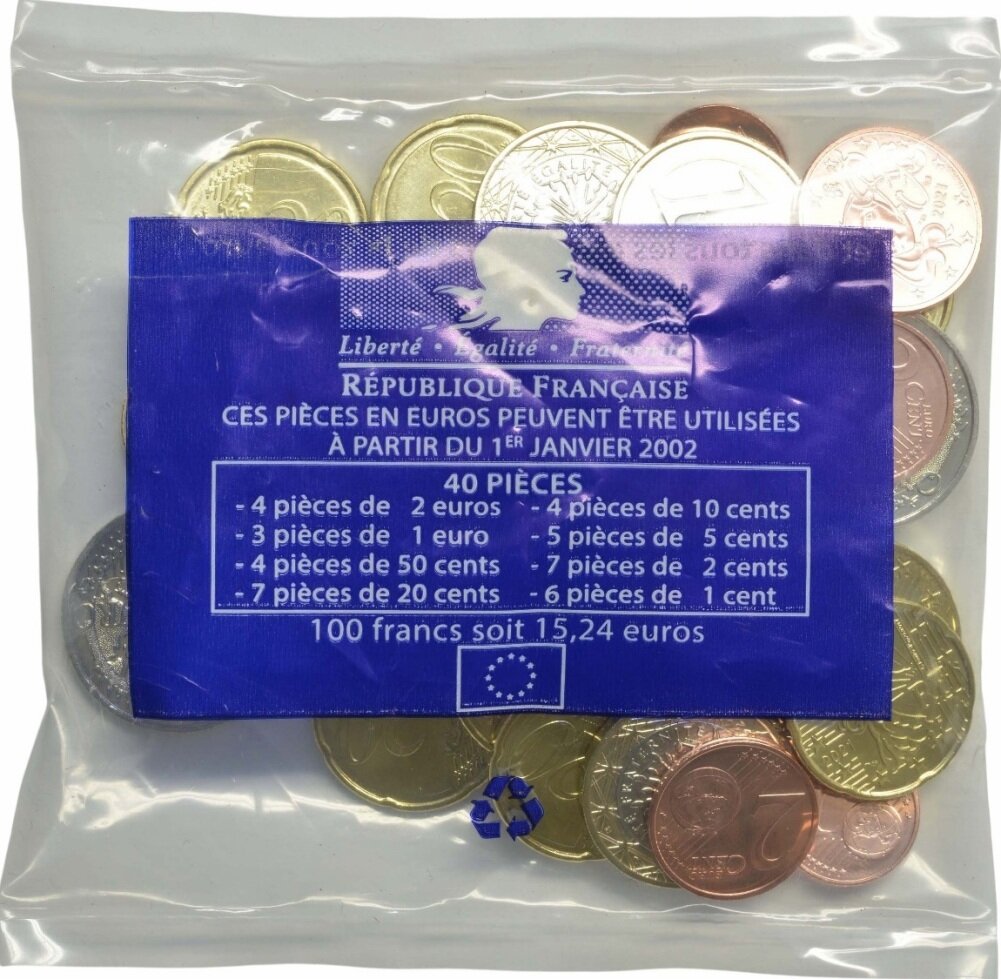 Liberté • Égalité • Fraternité
RÉPUBLIQUE FRANÇAISE
CES PIÈCES EN EUROS PEUVENT ÊTRE UTILISÉES
À PARTIR DU 1ER JANVIER 2002
40 PIÈCES
- 4 pièces de 2 euros - 4 pièces de 10 cents
- 3 pièces de 1 euro - 5 pièces de 5 cents
- 4 pièces de 50 cents - 7 pièces de 2 cents
- 7 pièces de 20 cents - 6 pièces de 1 cent
100 francs soit 15,24 euros
2 EURO CENT